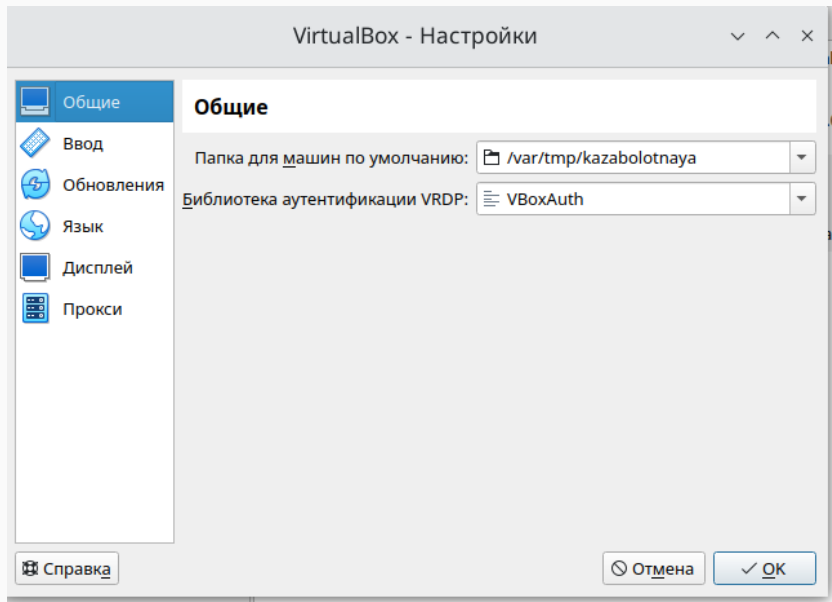 VirtualBox - Настройки
Общие
Ввод
Обновления
Язык
Дисплей
Прокси
Общие
Папка для машин по умолчанию: /var/tmp/kazabolotnaya
Библиотека аутентификации VRDP: VBoxAuth
Справка
Отмена
OK